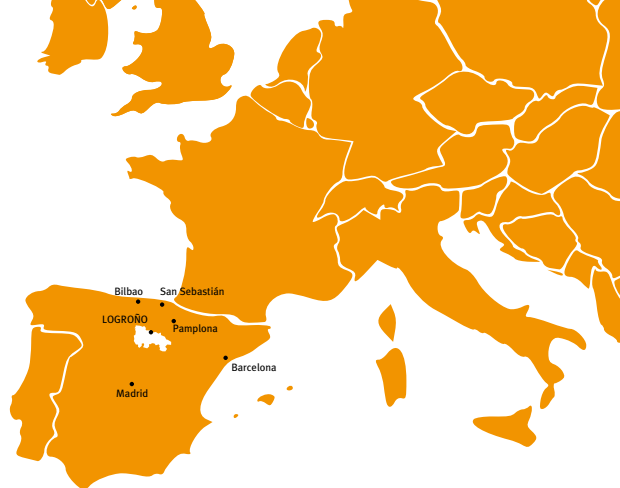 Bilbao
San Sebastián
LOGROÑO
Pamplona
Barcelona
Madrid